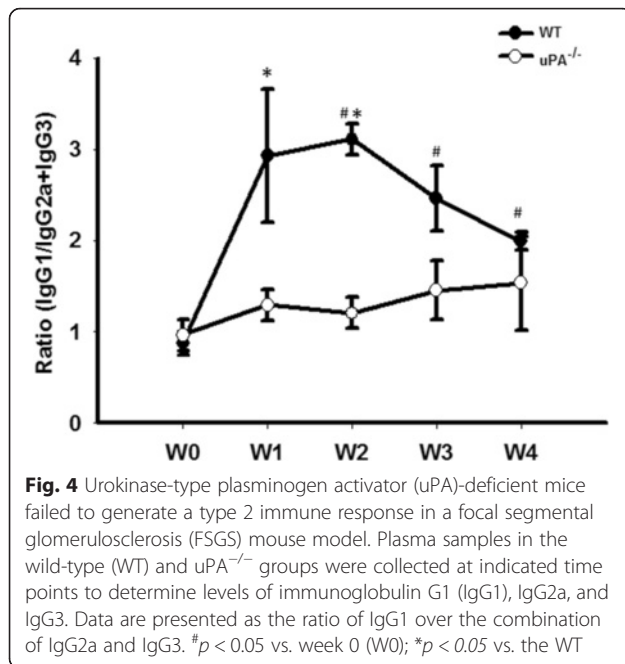 WT
uPA-/-
4
3
2
1
0
Ratio (IgG1/IgG2a+IgG3)
*
#*
#
#
W0 W1 W2 W3 W4
Fig. 4 Urokinase-type plasminogen activator (uPA)-deficient mice
failed to generate a type 2 immune response in a focal segmental
glomerulosclerosis (FSGS) mouse model. Plasma samples in the
wild-type (WT) and uPA−/− groups were collected at indicated time
points to determine levels of immunoglobulin G1 (IgG1), IgG2a, and
IgG3. Data are presented as the ratio of IgG1 over the combination
of IgG2a and IgG3. #p < 0.05 vs. week 0 (W0); *p < 0.05 vs. the WT